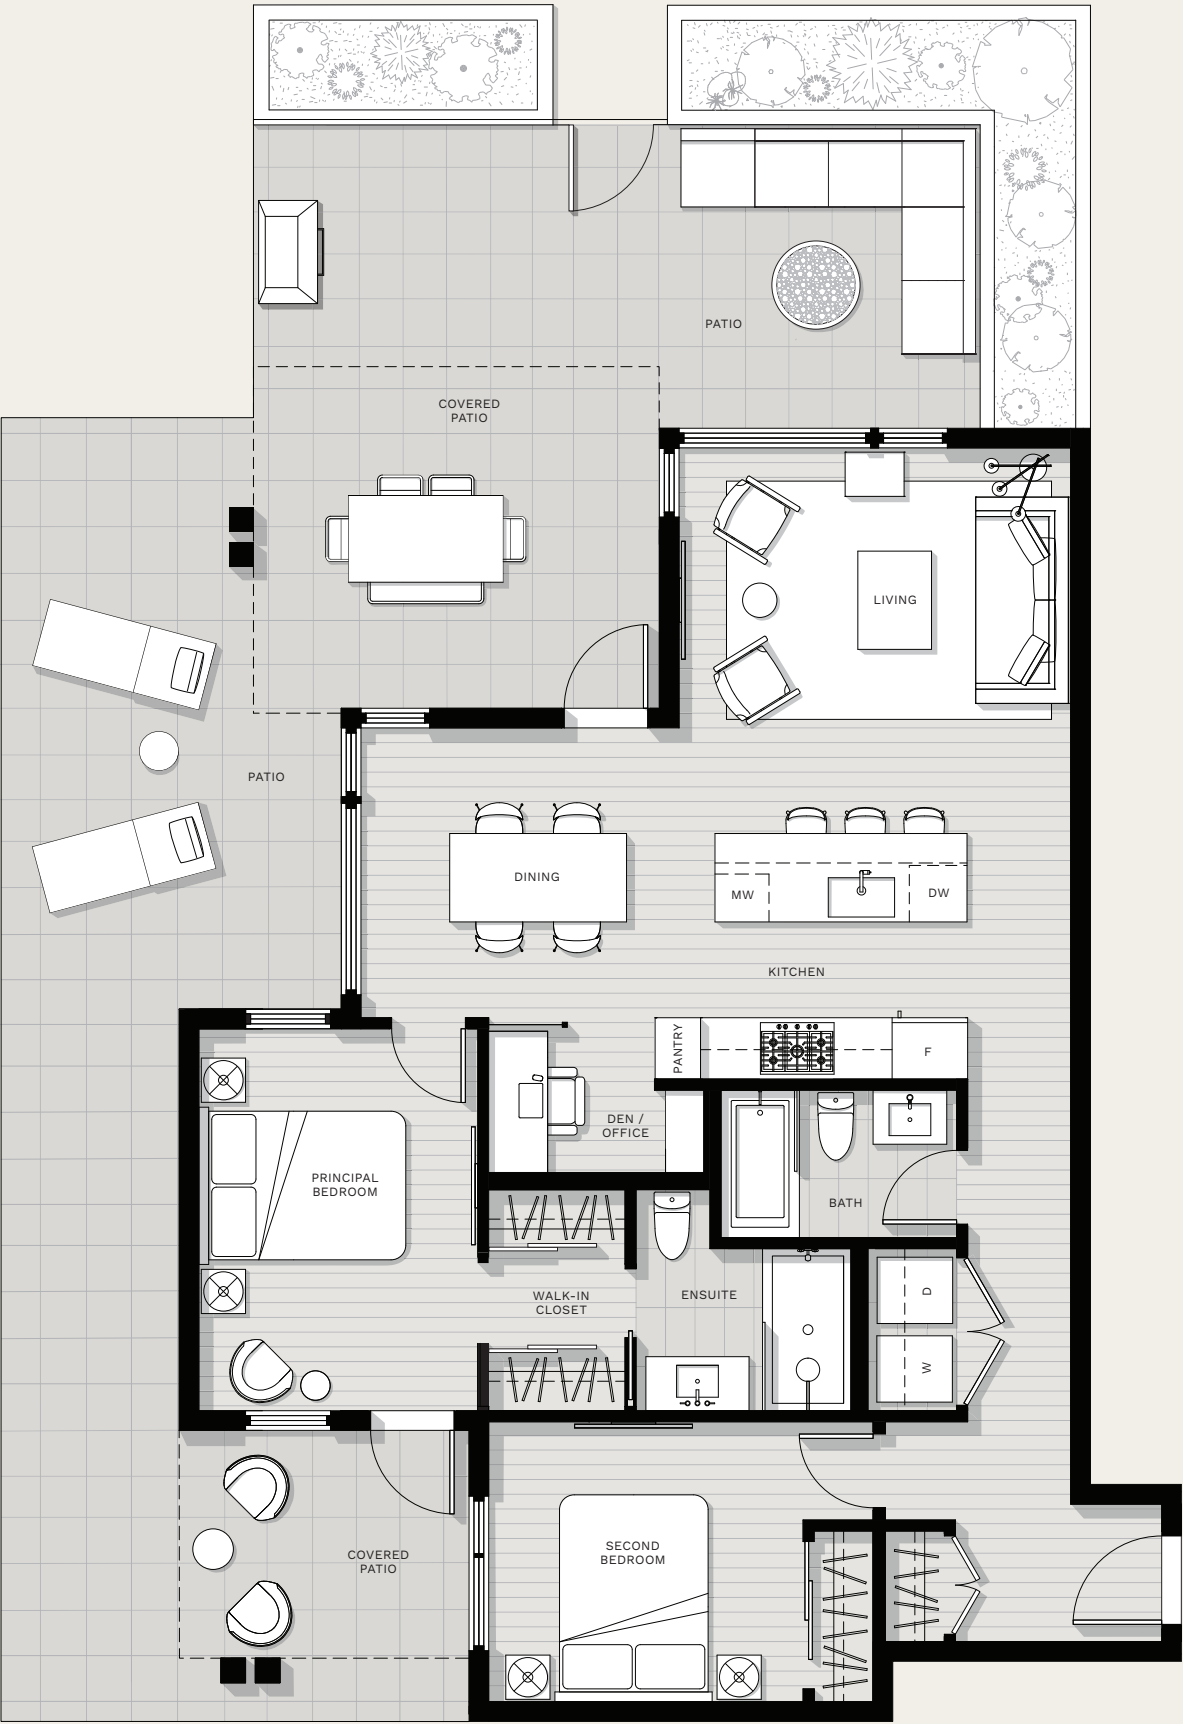 PATIO
COVERED
PATIO
LIVING
PATIO
DINING
MW
DW
KITCHEN
PANTRY
F
DEN /
OFFICE
PRINCIPAL
BEDROOM
BATH
WALK-IN
CLOSET
ENSUITE
D
W
SECOND
BEDROOM
COVERED
PATIO